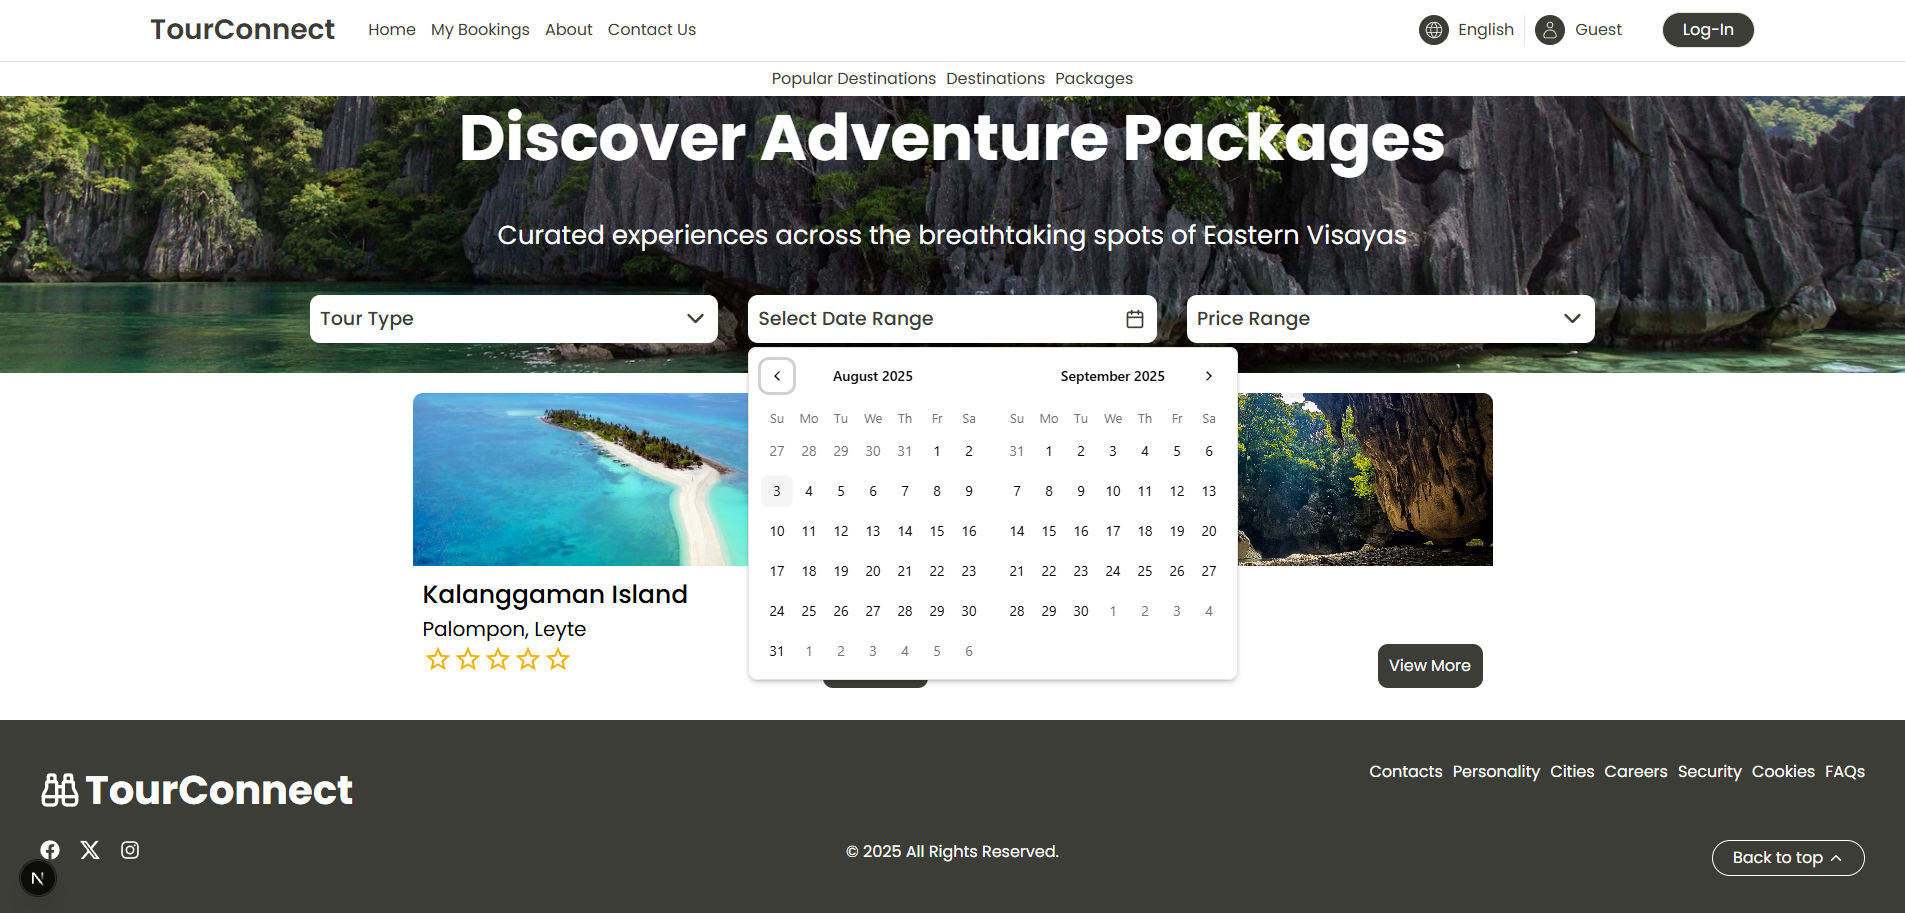 TourConnect Home My Bookings About Contact Us English Guest Log-In
Popular Destinations Destinations Packages
Discover Adventure Packages
Curated experiences across the breathtaking spots of Eastern Visayas
Tour Type Select Date Range Price Range
August 2025 September 2025
Su Mo Tu We Th Fr Sa Su Mo Tu We Th Fr Sa
27 28 29 30 31 1 2 31 1 2 3 4 5 6
3 4 5 6 7 8 9 7 8 9 10 11 12 13
10 11 12 13 14 15 16 14 15 16 17 18 19 20
17 18 19 20 21 22 23 21 22 23 24 25 26 27
24 25 26 27 28 29 30 28 29 30 1 2 3 4
31 1 2 3 4 5 6
Kalanggaman Island
Palompon, Leyte
View More
TourConnect
Contacts Personality Cities Careers Security Cookies FAQs
© 2025 All Rights Reserved.
Back to top
N